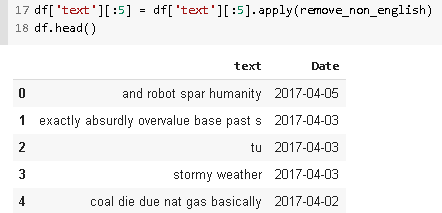 17 df['text'][:5] = df['text'][:5].apply(remove_non_english)
18 df.head()
text Date
0 and robot spar humanity 2017-04-05
1 exactly absurdly overvalue base past s 2017-04-03
2 tu 2017-04-03
3 stormy weather 2017-04-03
4 coal die due nat gas basically 2017-04-02